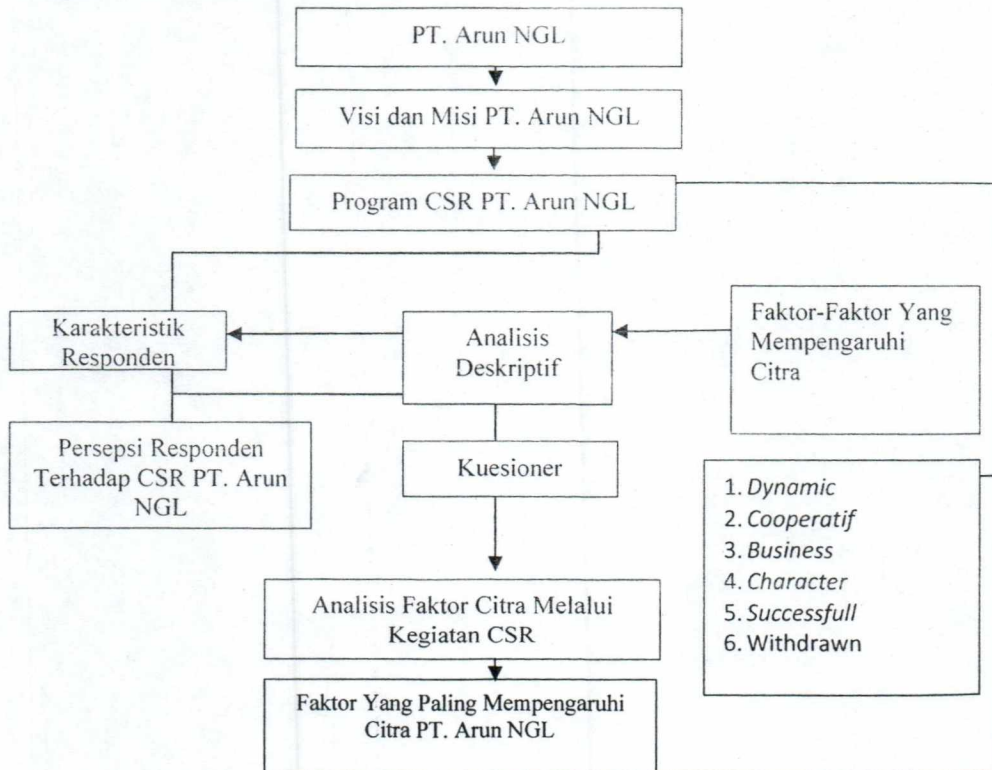 PT. Arun NGL
Visi dan Misi PT. Arun NGL
Program CSR PT. Arun NGL
Karakteristik
Responden
Analisis
Deskriptif
Faktor-Faktor Yang
Mempengaruhi
Citra
Persepsi Responden
Terhadap CSR PT. Arun
NGL
Kuesioner
1. Dynamic
2. Cooperatif
3. Business
4. Character
5. Successfull
6. Withdrawn
Analisis Faktor Citra Melalui
Kegiatan CSR
Faktor Yang Paling Mempengaruhi
Citra PT. Arun NGL